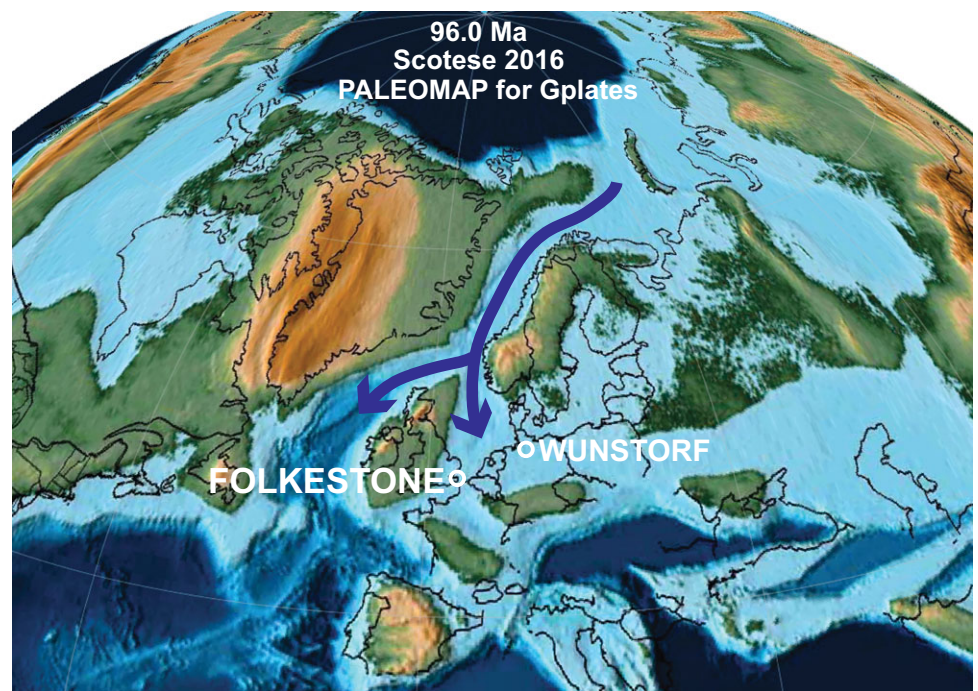 96.0 Ma
Scotese 2016
PALEOMAP for Gplates
WUNSTORF
FOLKESTONE